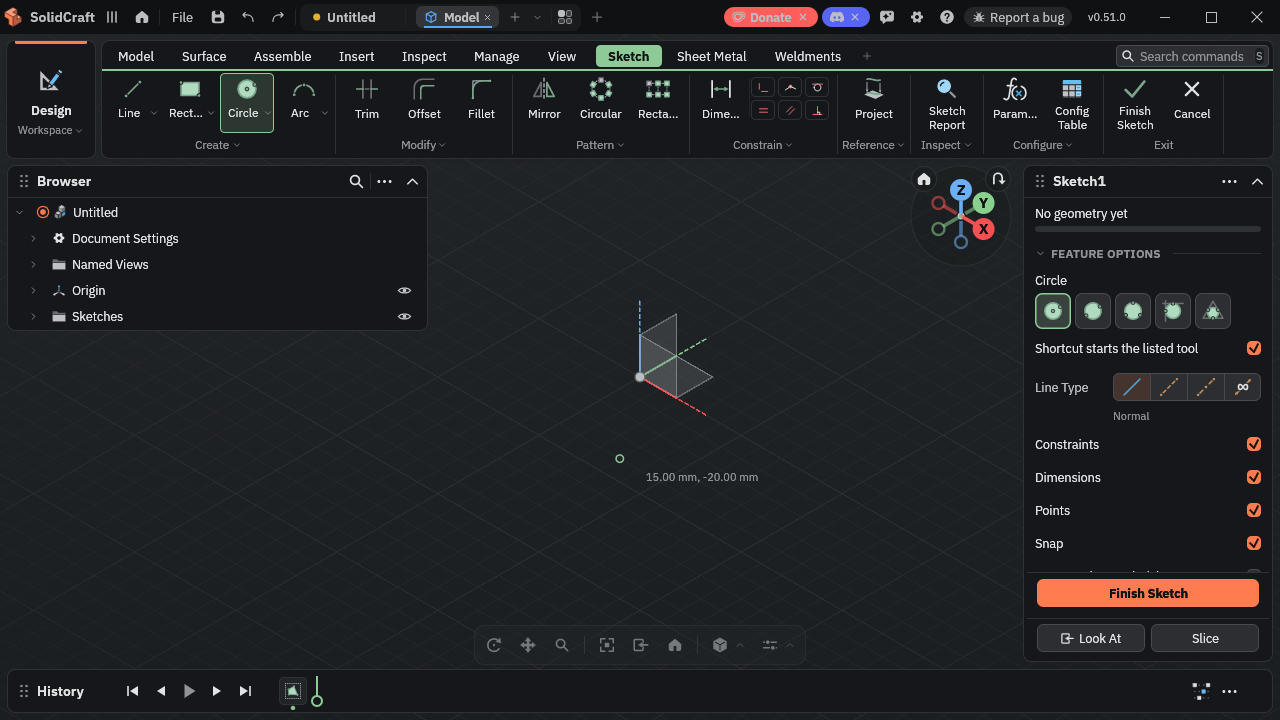 SolidCraft
File
Untitled
Model
Donate
Report a bug
v0.51.0
Design
Workspace
Model
Surface
Assemble
Insert
Inspect
Manage
View
Sketch
Sheet Metal
Weldments
Search commands
S
Line
Rect...
Circle
Arc
Trim
Offset
Fillet
Mirror
Circular
Recta...
Dime...
Project
Sketch
Report
Param...
Config
Table
Finish
Sketch
Cancel
Create
Modify
Pattern
Constrain
Reference
Inspect
Configure
Exit
Browser
Untitled
Document Settings
Named Views
Origin
Sketches
Z
Y
X
15.00 mm, -20.00 mm
Sketch1
No geometry yet
FEATURE OPTIONS
Circle
Shortcut starts the listed tool
Line Type
Normal
Constraints
Dimensions
Points
Snap
Finish Sketch
Look At
Slice
History